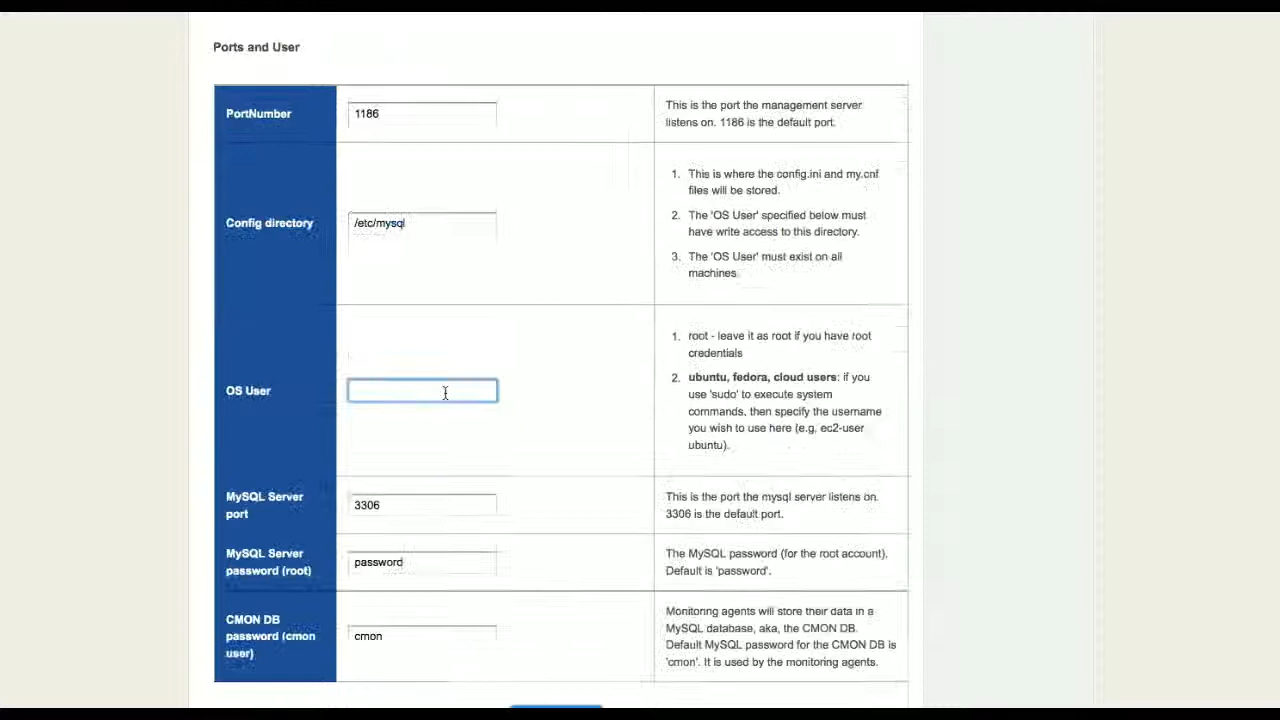 Ports and User
PortNumber
1186
This is the port the management server
listens on. 1186 is the default port.
Config directory
/etc/mysql
1. This is where the config.ini and my.cnf
files will be stored.
2. The 'OS User' specified below must
have write access to this directory.
3. The 'OS User' must exist on all
machines
OS User
1. root - leave it as root if you have root
credentials
2. ubuntu, fedora, cloud users: if you
use 'sudo' to execute system
commands, then specify the username
you wish to use here (e.g, ec2-user
ubuntu).
MySQL Server
port
3306
This is the port the mysql server listens on.
3306 is the default port.
MySQL Server
password (root)
password
The MySQL password (for the root account).
Default is 'password'.
CMON DB
password (cmon
user)
cmon
Monitoring agents will store their data in a
MySQL database, aka, the CMON DB.
Default MySQL password for the CMON DB is
'cmon'. It is used by the monitoring agents.